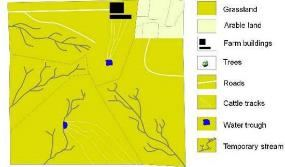 Grassland
Arable land
Farm buildings
Trees
Roads
Cattle tracks
Water trough
Temporary stream